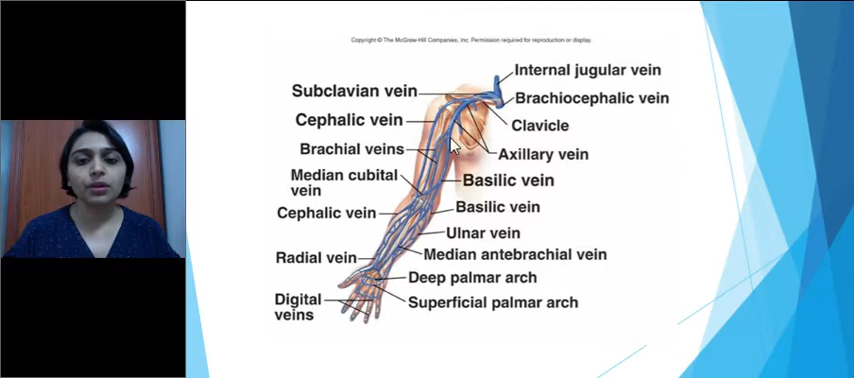 Copyright © The McGraw-Hill Companies, Inc. Permission required for reproduction or display.
Internal jugular vein
Subclavian vein
Brachiocephalic vein
Cephalic vein
Clavicle
Brachial veins
Axillary vein
Median cubital
vein
Basilic vein
Cephalic vein
Basilic vein
Ulnar vein
Radial vein
Median antebrachial vein
Deep palmar arch
Digital
veins
Superficial palmar arch